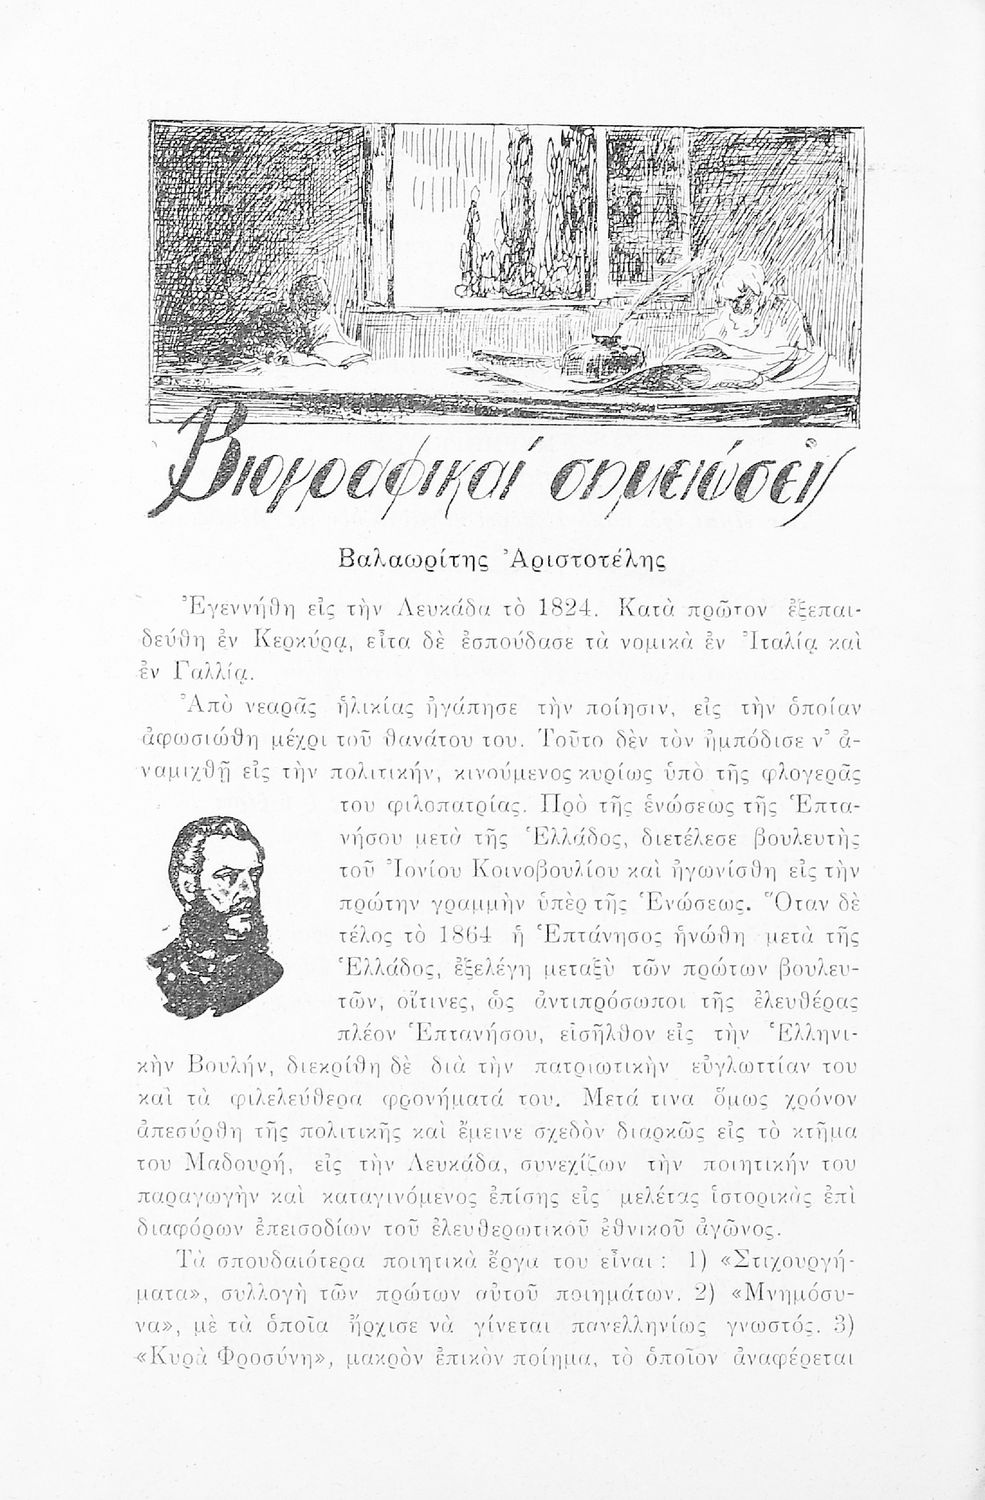 Βιογραφικαί σημειώσεις
Βαλαωρίτης Ἀριστοτέλης
Ἐγεννήθη εἰς τὴν Λευκάδα τὸ 1824. Κατὰ πρῶτον ἐξεπαι-
δεύθη ἐν Κερκύρᾳ, εἶτα δὲ ἐσπούδασε τὰ νομικὰ ἐν Ἰταλίᾳ καὶ
ἐν Γαλλίᾳ.
Ἀπὸ νεαρᾶς ἡλικίας ἠγάπησε τὴν ποίησιν, εἰς τὴν ὁποίαν
ἀφωσιώθη μέχρι τοῦ θανάτου του. Τοῦτο δὲν τὸν ἠμπόδισε ν᾿ ἀ-
ναμιχθῇ εἰς τὴν πολιτικήν, κινούμενος κυρίως ὑπὸ τῆς φλογερᾶς
του φιλοπατρίας. Πρὸ τῆς ἑνώσεως τῆς Ἑπτα-
νήσου μετὰ τῆς Ἑλλάδος, διετέλεσε βουλευτὴς
τοῦ Ἰονίου Κοινοβουλίου καὶ ἠγωνίσθη εἰς τὴν
πρώτην γραμμὴν ὑπὲρ τῆς Ἑνώσεως. Ὅταν δὲ
τέλος τὸ 1864 ἡ Ἑπτάνησος ἡνώθη μετὰ τῆς
Ἑλλάδος, ἐξελέγη μεταξὺ τῶν πρώτων βουλευ-
τῶν, οἵτινες, ὡς ἀντιπρόσωποι τῆς ἐλευθέρας
πλέον Ἑπτανήσου, εἰσῆλθον εἰς τὴν Ἑλληνι-
κὴν Βουλήν, διεκρίθη δὲ διὰ τὴν πατριωτικὴν εὐγλωττίαν του
καὶ τὰ φιλελεύθερα φρονήματά του. Μετά τινα ὅμως χρόνον
ἀπεσύρθη τῆς πολιτικῆς καὶ ἔμεινε σχεδὸν διαρκῶς εἰς τὸ κτῆμα
του Μαδουρή, εἰς τὴν Λευκάδα, συνεχίζων τὴν ποιητικήν του
παραγωγὴν καὶ καταγινόμενος ἐπίσης εἰς μελέτας ἱστορικὰς ἐπὶ
διαφόρων ἐπεισοδίων τοῦ ἐλευθερωτικοῦ ἐθνικοῦ ἀγῶνος.
Τὰ σπουδαιότερα ποιητικὰ ἔργα του εἶναι : 1) «Στιχουργή-
ματα», συλλογὴ τῶν πρώτων αὐτοῦ ποιημάτων. 2) «Μνημόσυ-
να», μὲ τὰ ὁποῖα ἤρχισε νὰ γίνεται πανελληνίως γνωστός. 3)
«Κυρὰ Φροσύνη», μακρὸν ἐπικὸν ποίημα, τὸ ὁποῖον ἀναφέρεται